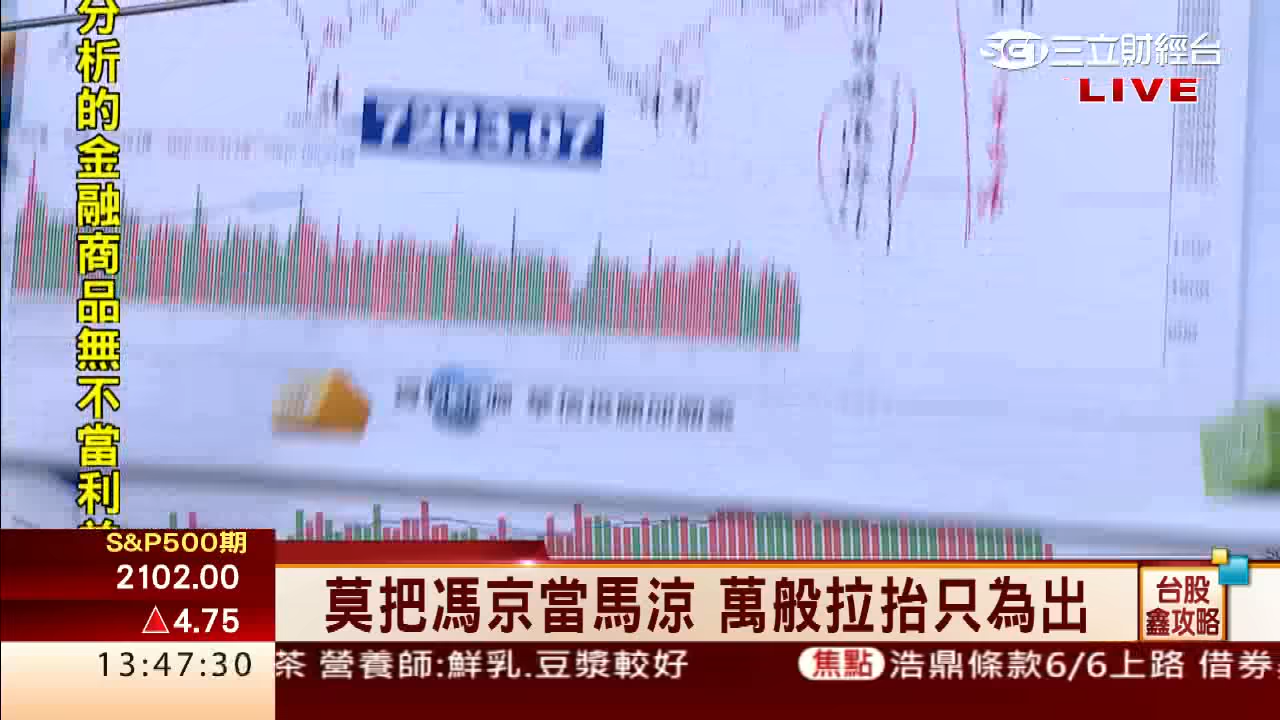 分析的金融商品無不當利
三立財經台
LIVE
7203.97
S&P500期
2102.00
△4.75
13:47:30
莫把馮京當馬涼 萬般拉抬只為出
台股
鑫攻略
茶 營養師:鮮乳.豆漿較好
焦點 浩鼎條款6/6上路 借券